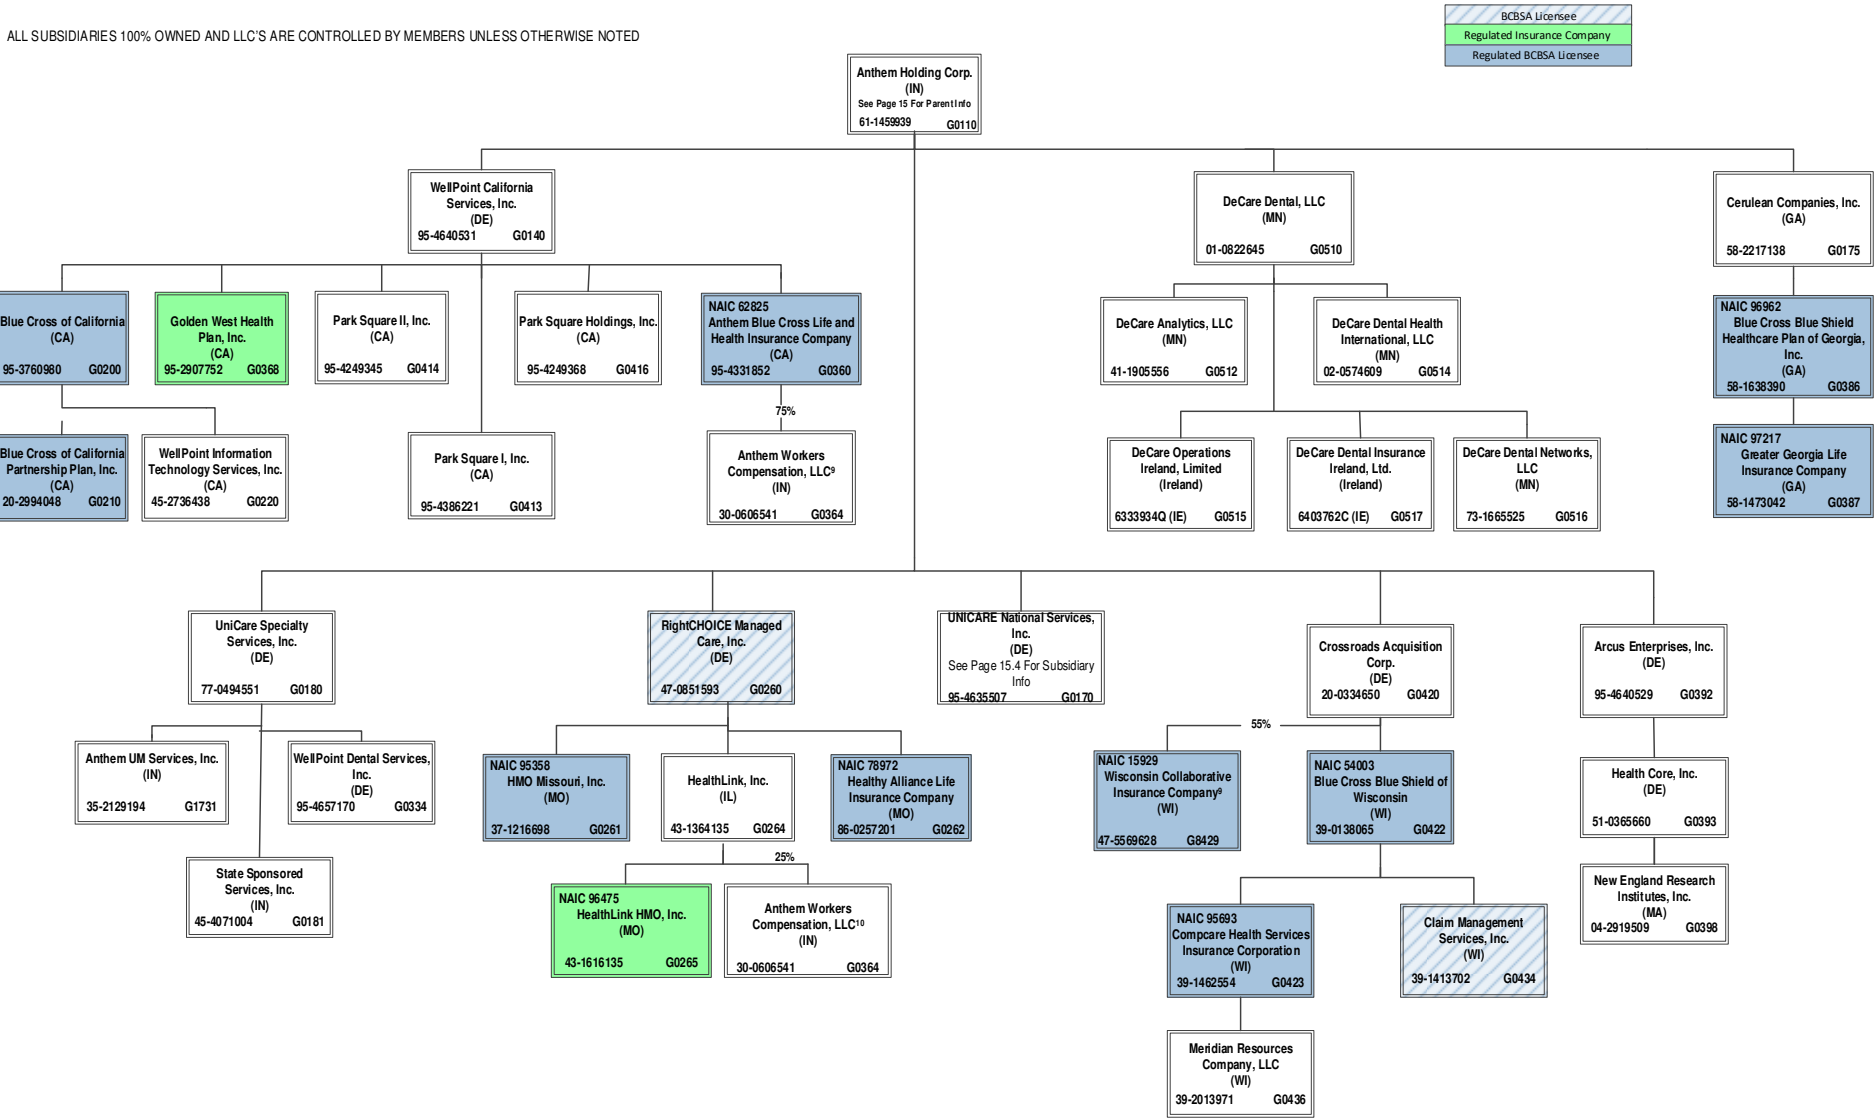 ALL SUBSIDIARIES 100% OWNED AND LLC'S ARE CONTROLLED BY MEMBERS UNLESS OTHERWISE NOTED
BCBSA Licensee
Regulated Insurance Company
Regulated BCBSA Licensee
Anthem Holding Corp.
(IN)
See Page 15 For Parent Info
61-1459939 G0110
WellPoint California
Services, Inc.
(DE)
95-4640531 G0140
DeCare Dental, LLC
(MN)
01-0822645 G0510
Cerulean Companies, Inc.
(GA)
58-2217138 G0175
Blue Cross of California
(CA)
95-3760980 G0200
Golden West Health
Plan, Inc.
(CA)
95-2907752 G0368
Park Square II, Inc.
(CA)
95-4249345 G0414
Park Square Holdings, Inc.
(CA)
95-4249368 G0416
NAIC 62825
Anthem Blue Cross Life and
Health Insurance Company
(CA)
95-4331852 G0360
DeCare Analytics, LLC
(MN)
41-1905556 G0512
DeCare Dental Health
International, LLC
(MN)
02-0574609 G0514
NAIC 96962
Blue Cross Blue Shield
Healthcare Plan of Georgia,
Inc.
(GA)
58-1638390 G0386
75%
Blue Cross of California
Partnership Plan, Inc.
(CA)
20-2994048 G0210
WellPoint Information
Technology Services, Inc.
(CA)
45-2736438 G0220
Park Square I, Inc.
(CA)
95-4386221 G0413
Anthem Workers
Compensation, LLC⁹
(IN)
30-0606541 G0364
DeCare Operations
Ireland, Limited
(Ireland)
6333934Q (IE) G0515
DeCare Dental Insurance
Ireland, Ltd.
(Ireland)
6403762C (IE) G0517
DeCare Dental Networks,
LLC
(MN)
73-1665525 G0516
NAIC 97217
Greater Georgia Life
Insurance Company
(GA)
58-1473042 G0387
UniCare Specialty
Services, Inc.
(DE)
77-0494551 G0180
RightCHOICE Managed
Care, Inc.
(DE)
47-0851593 G0260
UNICARE National Services,
Inc.
(DE)
See Page 15.4 For Subsidiary
Info
95-4635507 G0170
Crossroads Acquisition
Corp.
(DE)
20-0334650 G0420
Arcus Enterprises, Inc.
(DE)
95-4640529 G0392
55%
Anthem UM Services, Inc.
(IN)
35-2129194 G1731
WellPoint Dental Services,
Inc.
(DE)
95-4657170 G0334
NAIC 95358
HMO Missouri, Inc.
(MO)
37-1216698 G0261
HealthLink, Inc.
(IL)
43-1364135 G0264
NAIC 78972
Healthy Alliance Life
Insurance Company
(MO)
86-0257201 G0262
NAIC 15929
Wisconsin Collaborative
Insurance Company⁹
(WI)
47-5569628 G8429
NAIC 54003
Blue Cross Blue Shield of
Wisconsin
(WI)
39-0138065 G0422
Health Core, Inc.
(DE)
51-0365660 G0393
25%
State Sponsored
Services, Inc.
(IN)
45-4071004 G0181
NAIC 96475
HealthLink HMO, Inc.
(MO)
43-1616135 G0265
Anthem Workers
Compensation, LLC¹⁰
(IN)
30-0606541 G0364
NAIC 95693
Compcare Health Services
Insurance Corporation
(WI)
39-1462554 G0423
Claim Management
Services, Inc.
(WI)
39-1413702 G0434
New England Research
Institutes, Inc.
(MA)
04-2919509 G0398
Meridian Resources
Company, LLC
(WI)
39-2013971 G0436